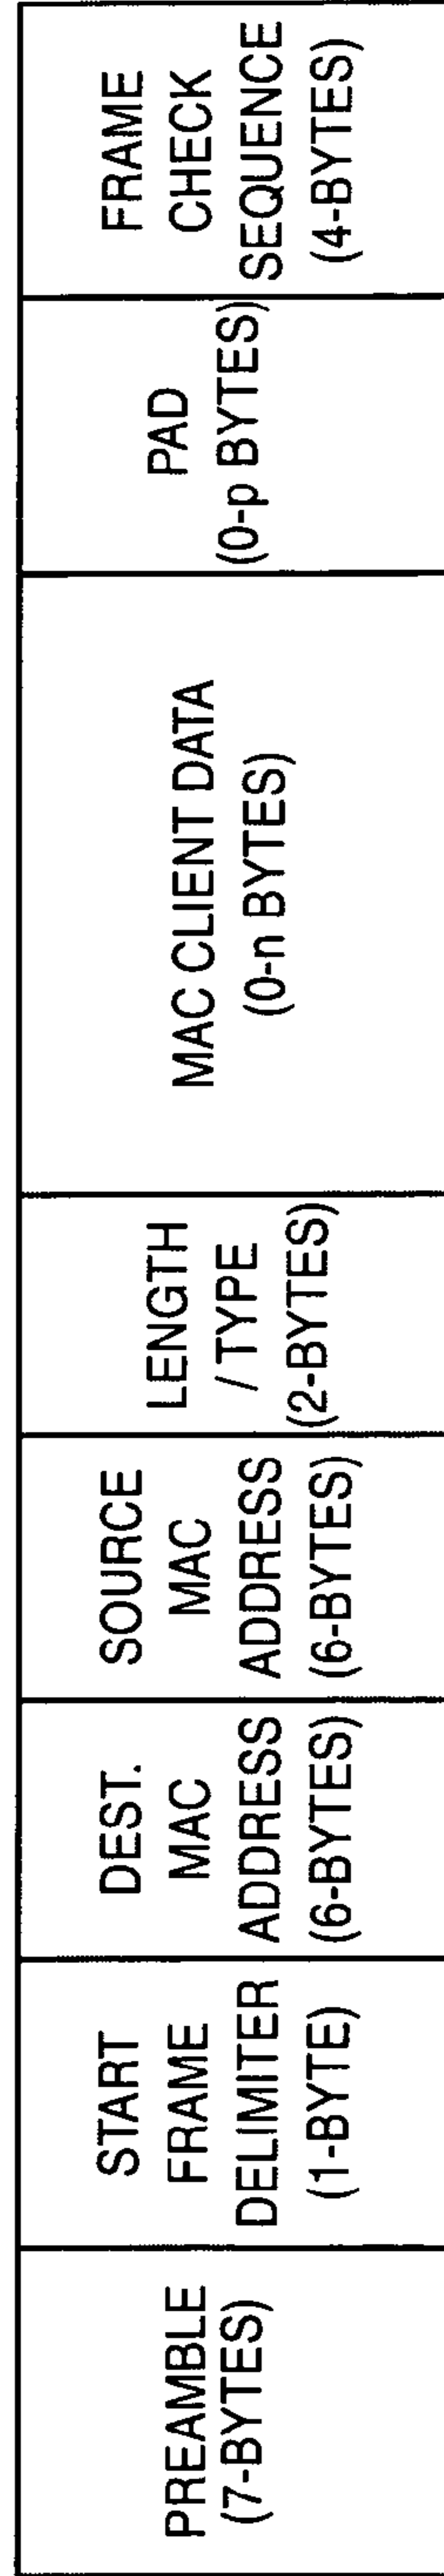 PREAMBLE
(7-BYTES)
START
FRAME
DELIMITER
(1-BYTE)
DEST.
MAC
ADDRESS
(6-BYTES)
SOURCE
MAC
ADDRESS
(6-BYTES)
LENGTH
/ TYPE
(2-BYTES)
MAC CLIENT DATA
(0-n BYTES)
PAD
(0-p BYTES)
FRAME
CHECK
SEQUENCE
(4-BYTES)